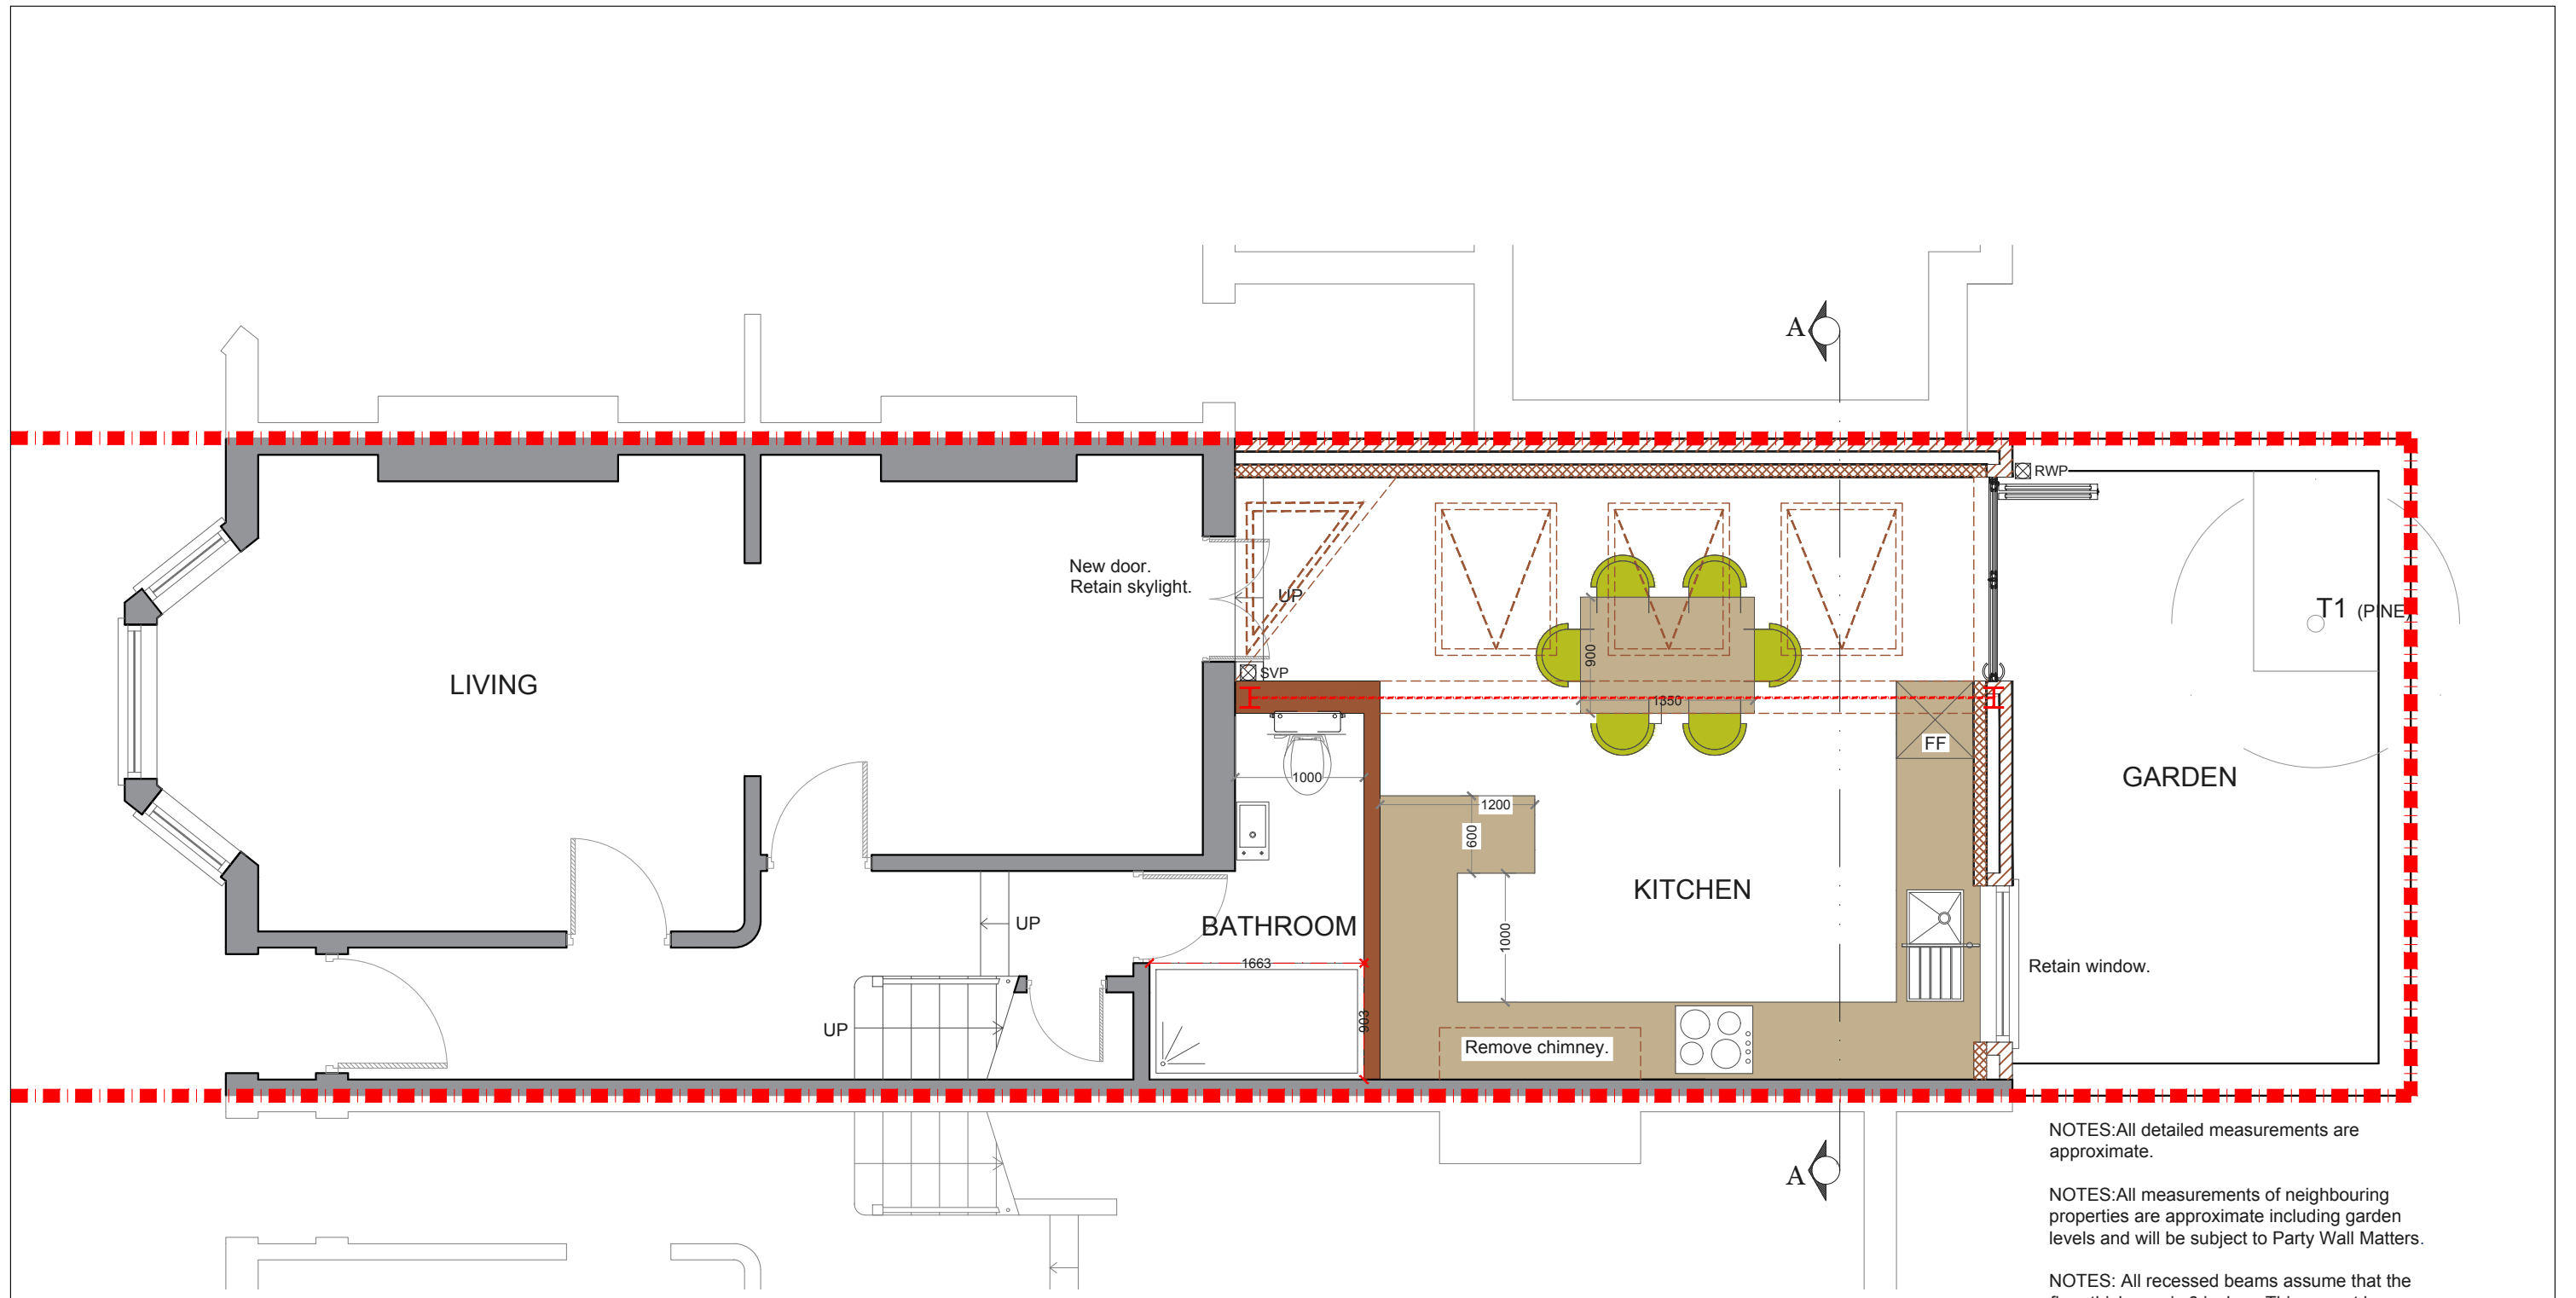 A
RWP
New door.
Retain skylight.
UP
T1 (PINE)
900
SVP
LIVING
1350
FF
1000
GARDEN
1200
600
KITCHEN
UP
BATHROOM
1000
1663
Retain window.
UP
903
Remove chimney.
A
NOTES:All detailed measurements are
approximate.
NOTES:All measurements of neighbouring
properties are approximate including garden
levels and will be subject to Party Wall Matters.
NOTES: All recessed beams assume that the